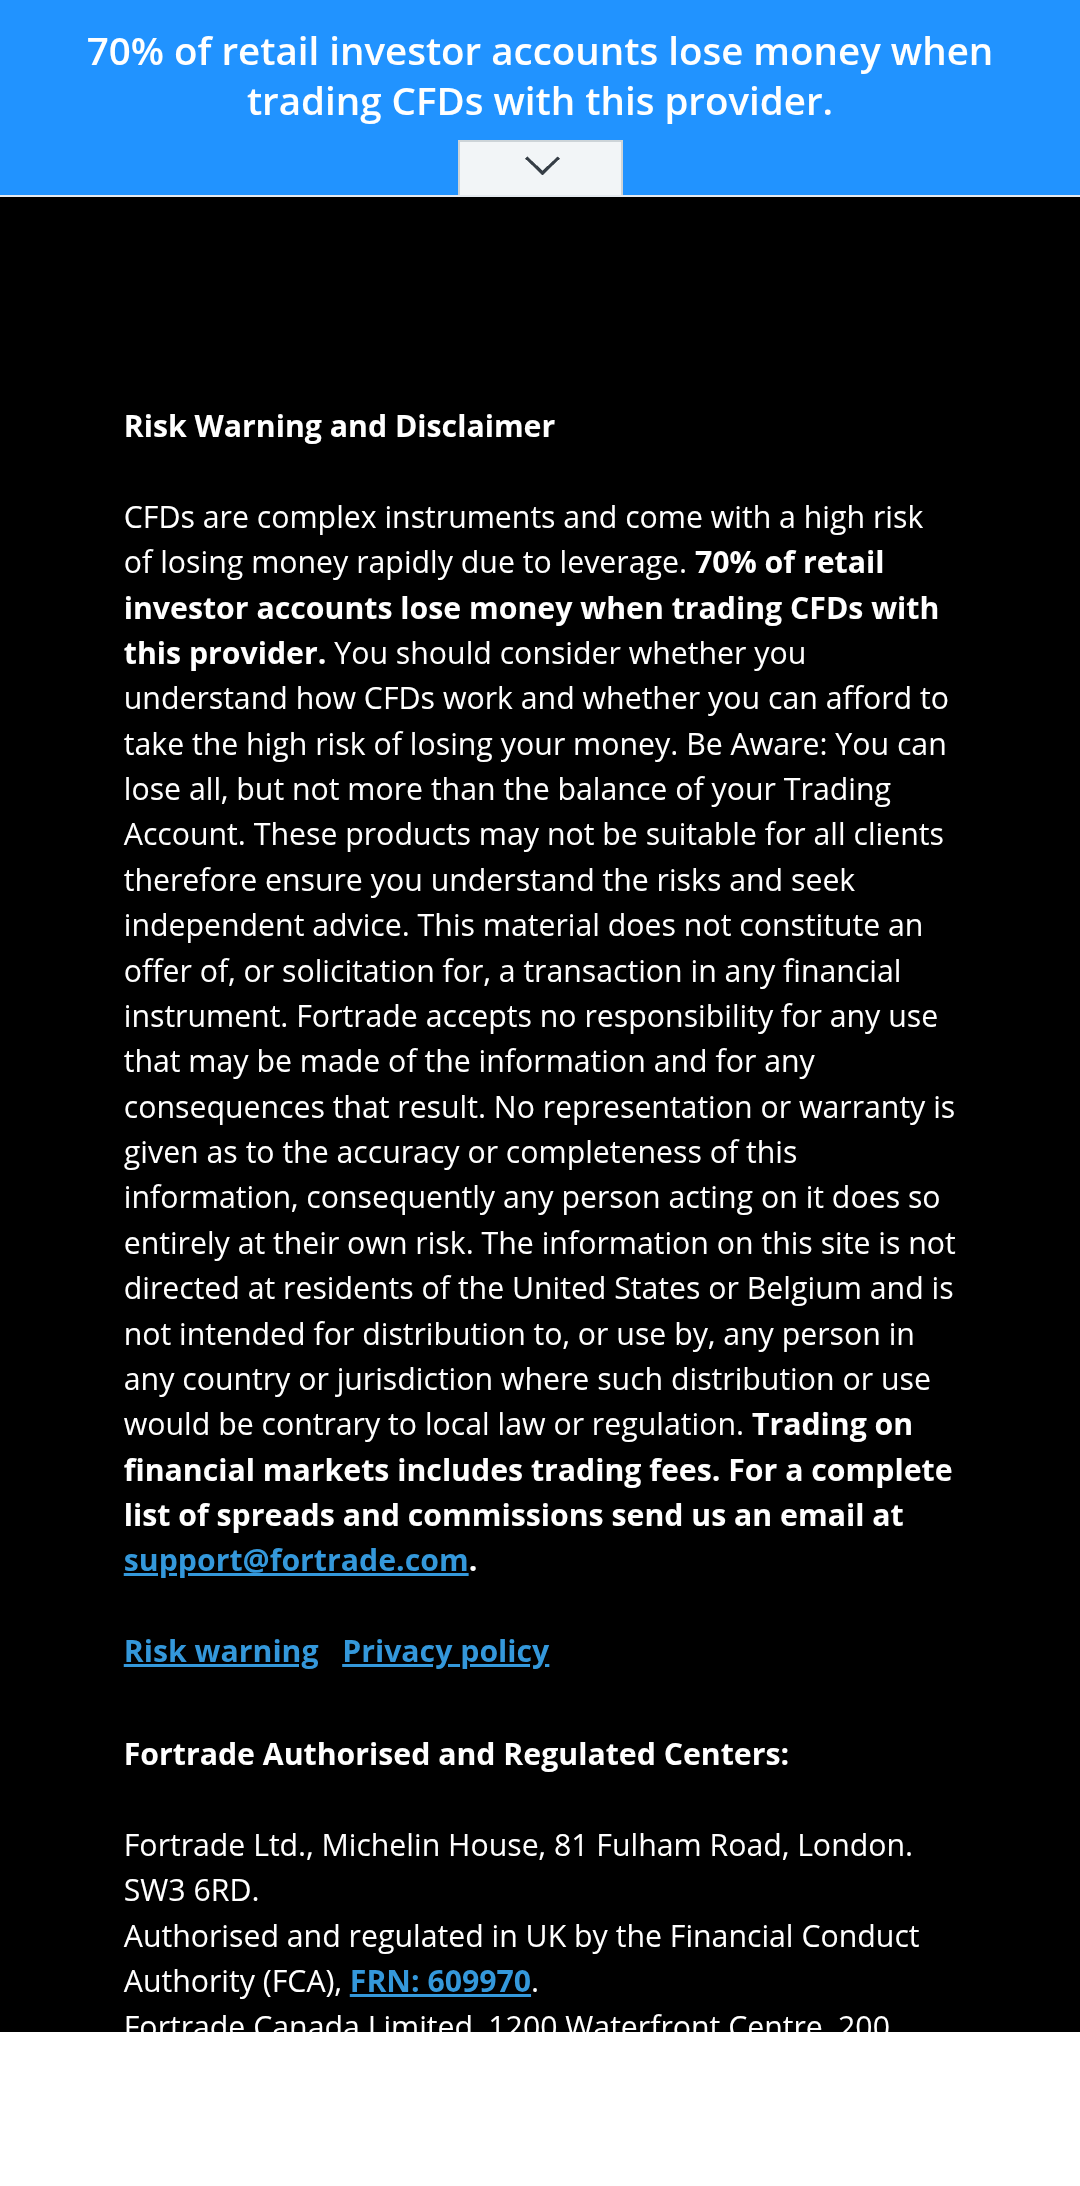 70% of retail investor accounts lose money when
trading CFDs with this provider.
Risk Warning and Disclaimer
CFDs are complex instruments and come with a high risk
of losing money rapidly due to leverage. 70% of retail
investor accounts lose money when trading CFDs with
this provider. You should consider whether you
understand how CFDs work and whether you can afford to
take the high risk of losing your money. Be Aware: You can
lose all, but not more than the balance of your Trading
Account. These products may not be suitable for all clients
therefore ensure you understand the risks and seek
independent advice. This material does not constitute an
offer of, or solicitation for, a transaction in any financial
instrument. Fortrade accepts no responsibility for any use
that may be made of the information and for any
consequences that result. No representation or warranty is
given as to the accuracy or completeness of this
information, consequently any person acting on it does so
entirely at their own risk. The information on this site is not
directed at residents of the United States or Belgium and is
not intended for distribution to, or use by, any person in
any country or jurisdiction where such distribution or use
would be contrary to local law or regulation. Trading on
financial markets includes trading fees. For a complete
list of spreads and commissions send us an email at
support@fortrade.com.
Risk warning Privacy policy
Fortrade Authorised and Regulated Centers:
Fortrade Ltd., Michelin House, 81 Fulham Road, London.
SW3 6RD.
Authorised and regulated in UK by the Financial Conduct
Authority (FCA), FRN: 609970.
Fortrade Canada Limited, 1200 Waterfront Centre, 200